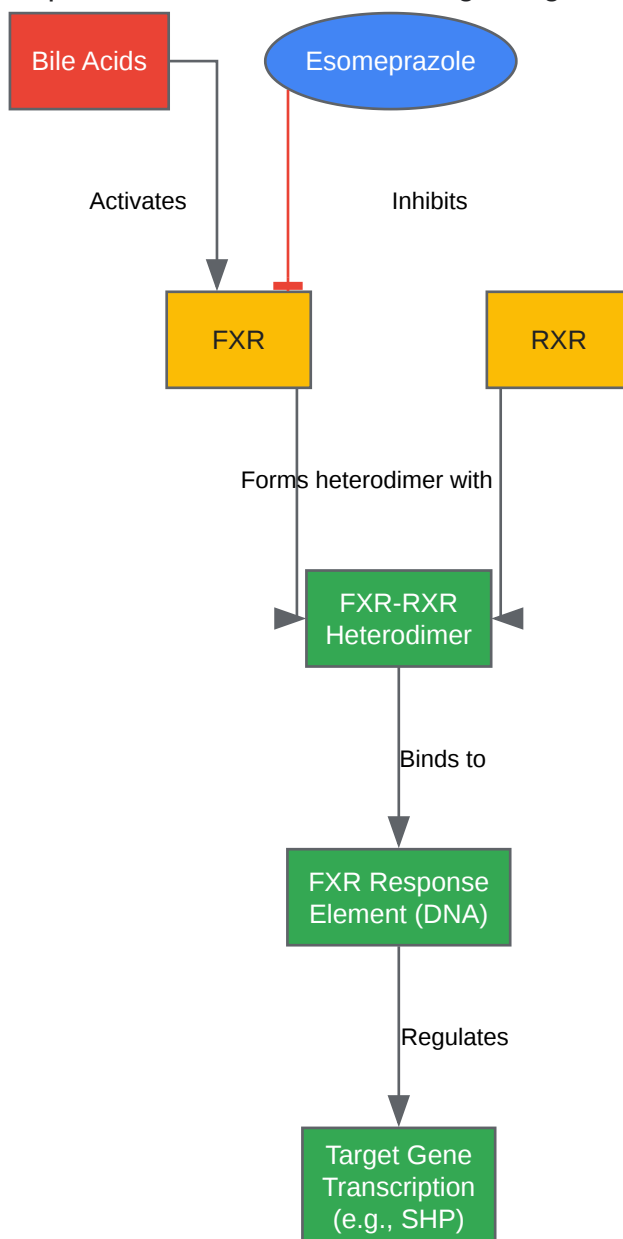 Bile Acids
Esomeprazole
Activates
Inhibits
FXR
RXR
Forms heterodimer with
FXR-RXR
Heterodimer
Binds to
FXR Response
Element (DNA)
Regulates
Target Gene
Transcription
(e.g., SHP)